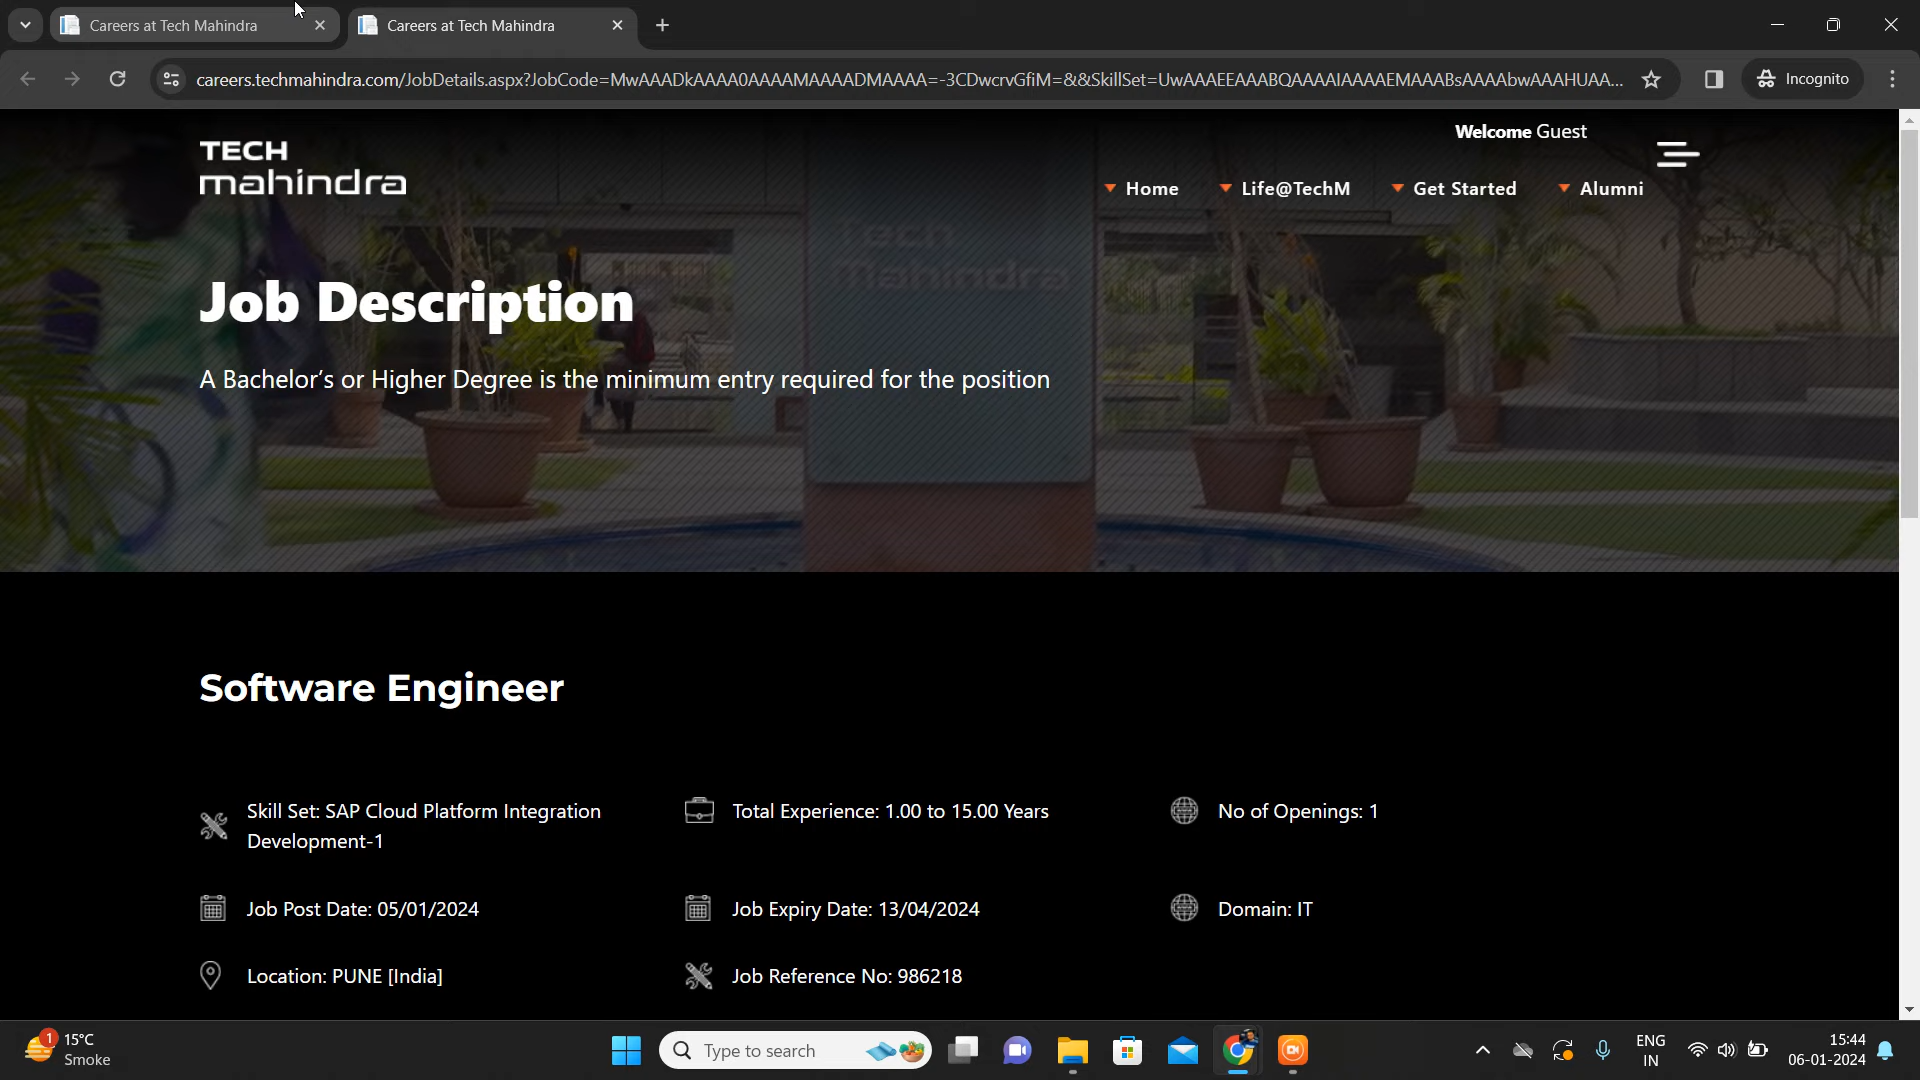 Careers at Tech Mahindra
Careers at Tech Mahindra
careers.techmahindra.com/JobDetails.aspx?JobCode=MwAAADkAAAA0AAAAMAAAADMAAAA=-3CDwcrvGfiM=&&SkillSet=UwAAAEEAAABQAAAAIAAAAEMAAABsAAAAbwAAAHUAA...
Incognito
TECH
mahindra
Welcome Guest
Home Life@TechM Get Started Alumni
Tech
Mahindra
Job Description
A Bachelor’s or Higher Degree is the minimum entry required for the position
Software Engineer
Skill Set: SAP Cloud Platform Integration
Development-1
Total Experience: 1.00 to 15.00 Years
No of Openings: 1
Job Post Date: 05/01/2024
Job Expiry Date: 13/04/2024
Domain: IT
Location: PUNE [India]
Job Reference No: 986218
1
15°C
Smoke
Type to search
ENG
IN
15:44
06-01-2024